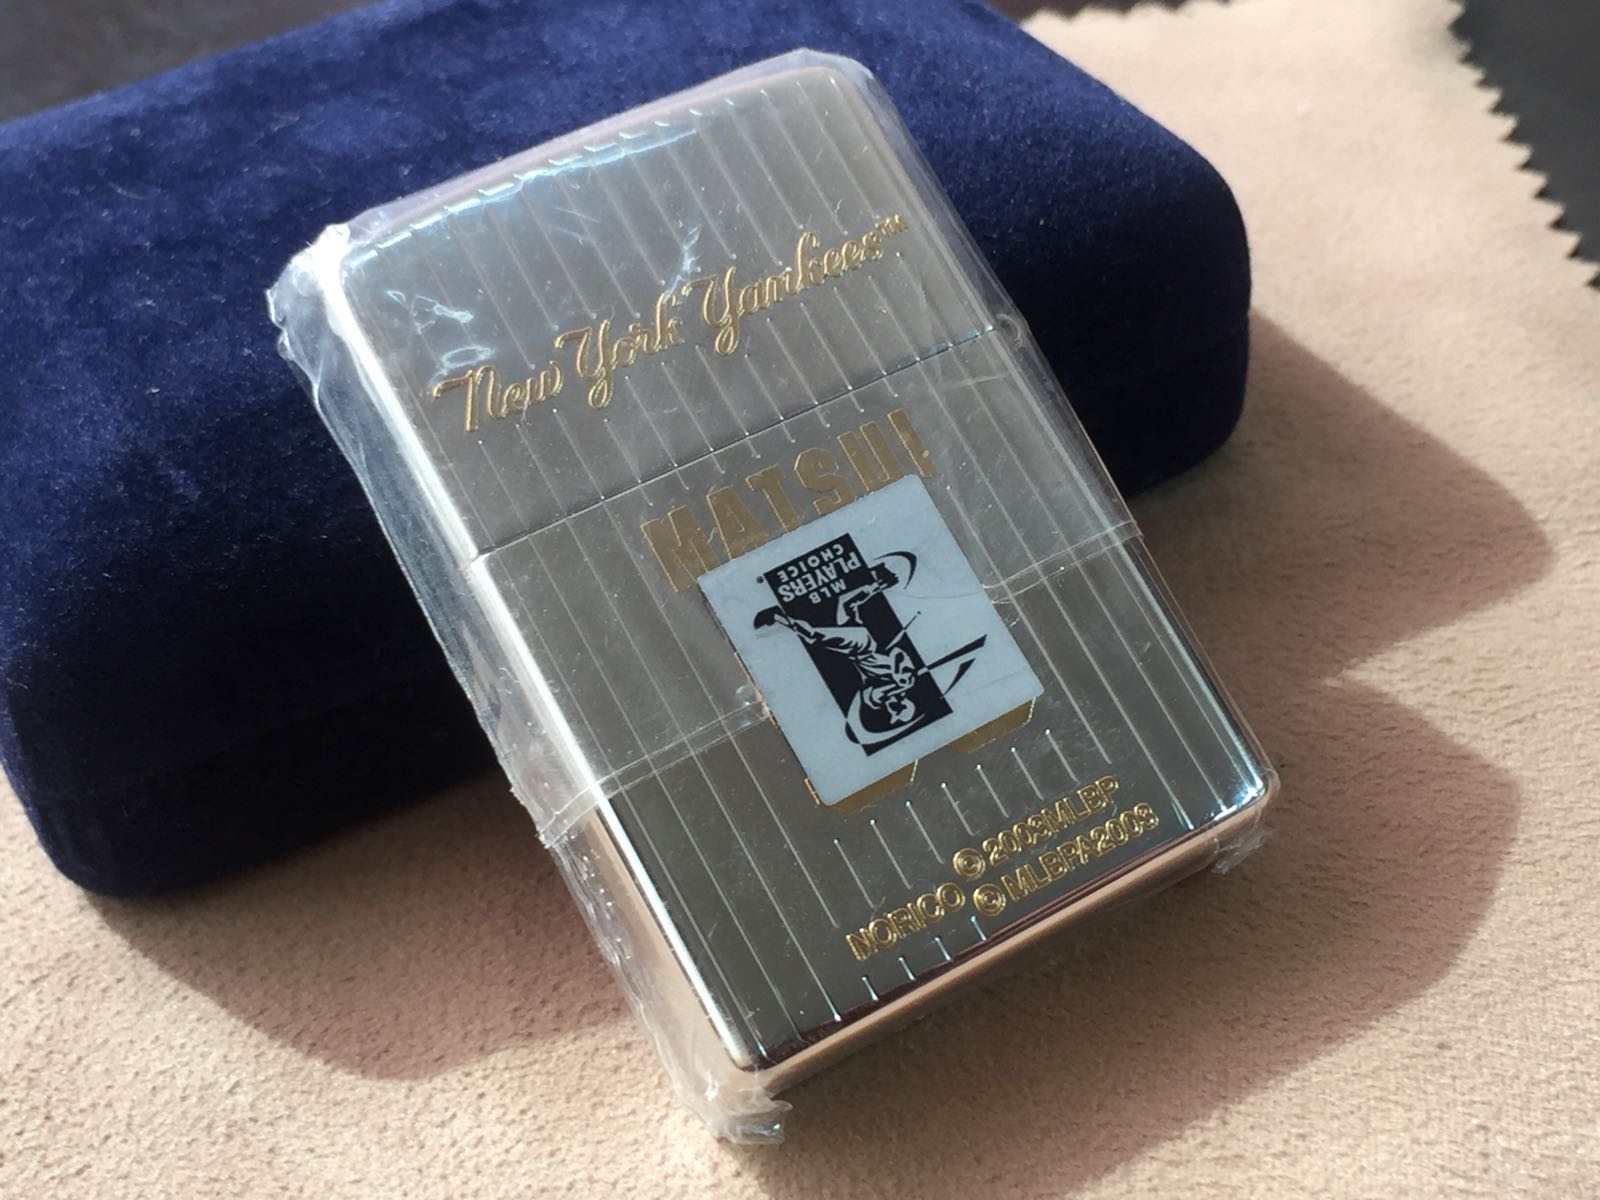 New York Yankees™
MATSUI
MLB
PLAYERS
CHOICE®
NORICO ©2003MLBP
©MLBPA2003